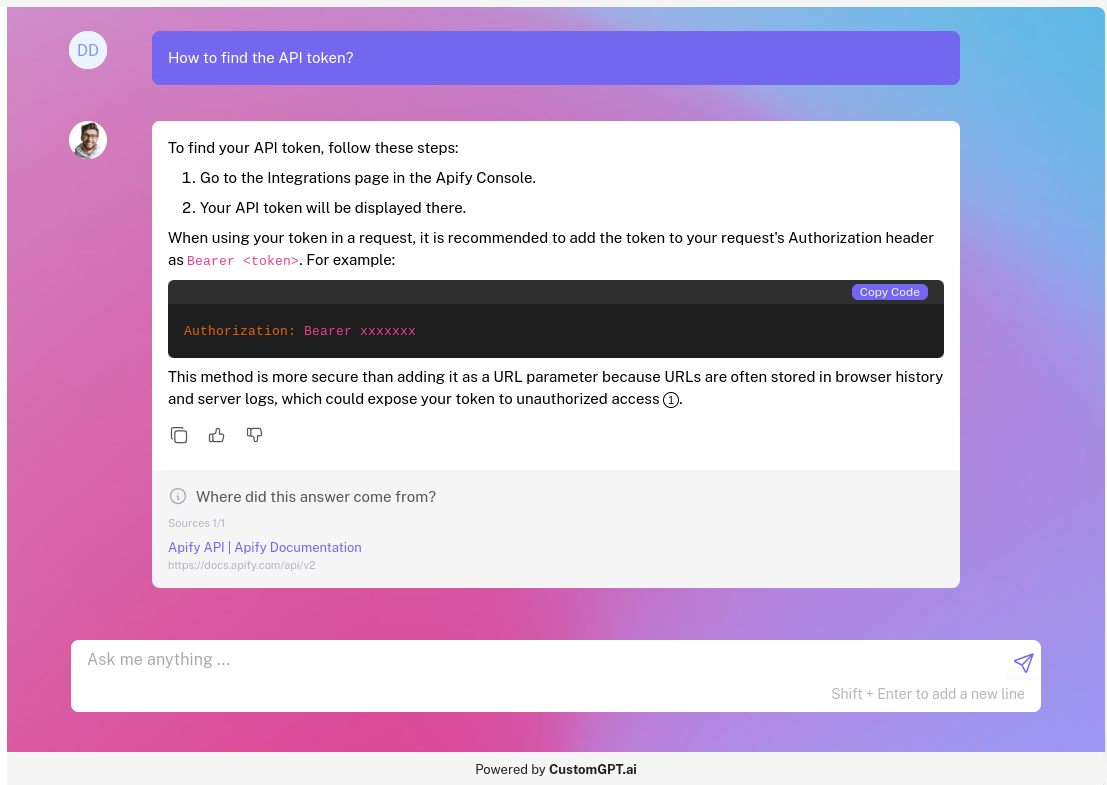 DD
How to find the API token?
To find your API token, follow these steps:
1. Go to the Integrations page in the Apify Console.
2. Your API token will be displayed there.
When using your token in a request, it is recommended to add the token to your request's Authorization header
as Bearer <token>. For example:
Copy Code
Authorization: Bearer xxxxxxx
This method is more secure than adding it as a URL parameter because URLs are often stored in browser history
and server logs, which could expose your token to unauthorized access ①.
Where did this answer come from?
Sources 1/1
Apify API | Apify Documentation
https://docs.apify.com/api/v2
Ask me anything ...
Shift + Enter to add a new line
Powered by CustomGPT.ai